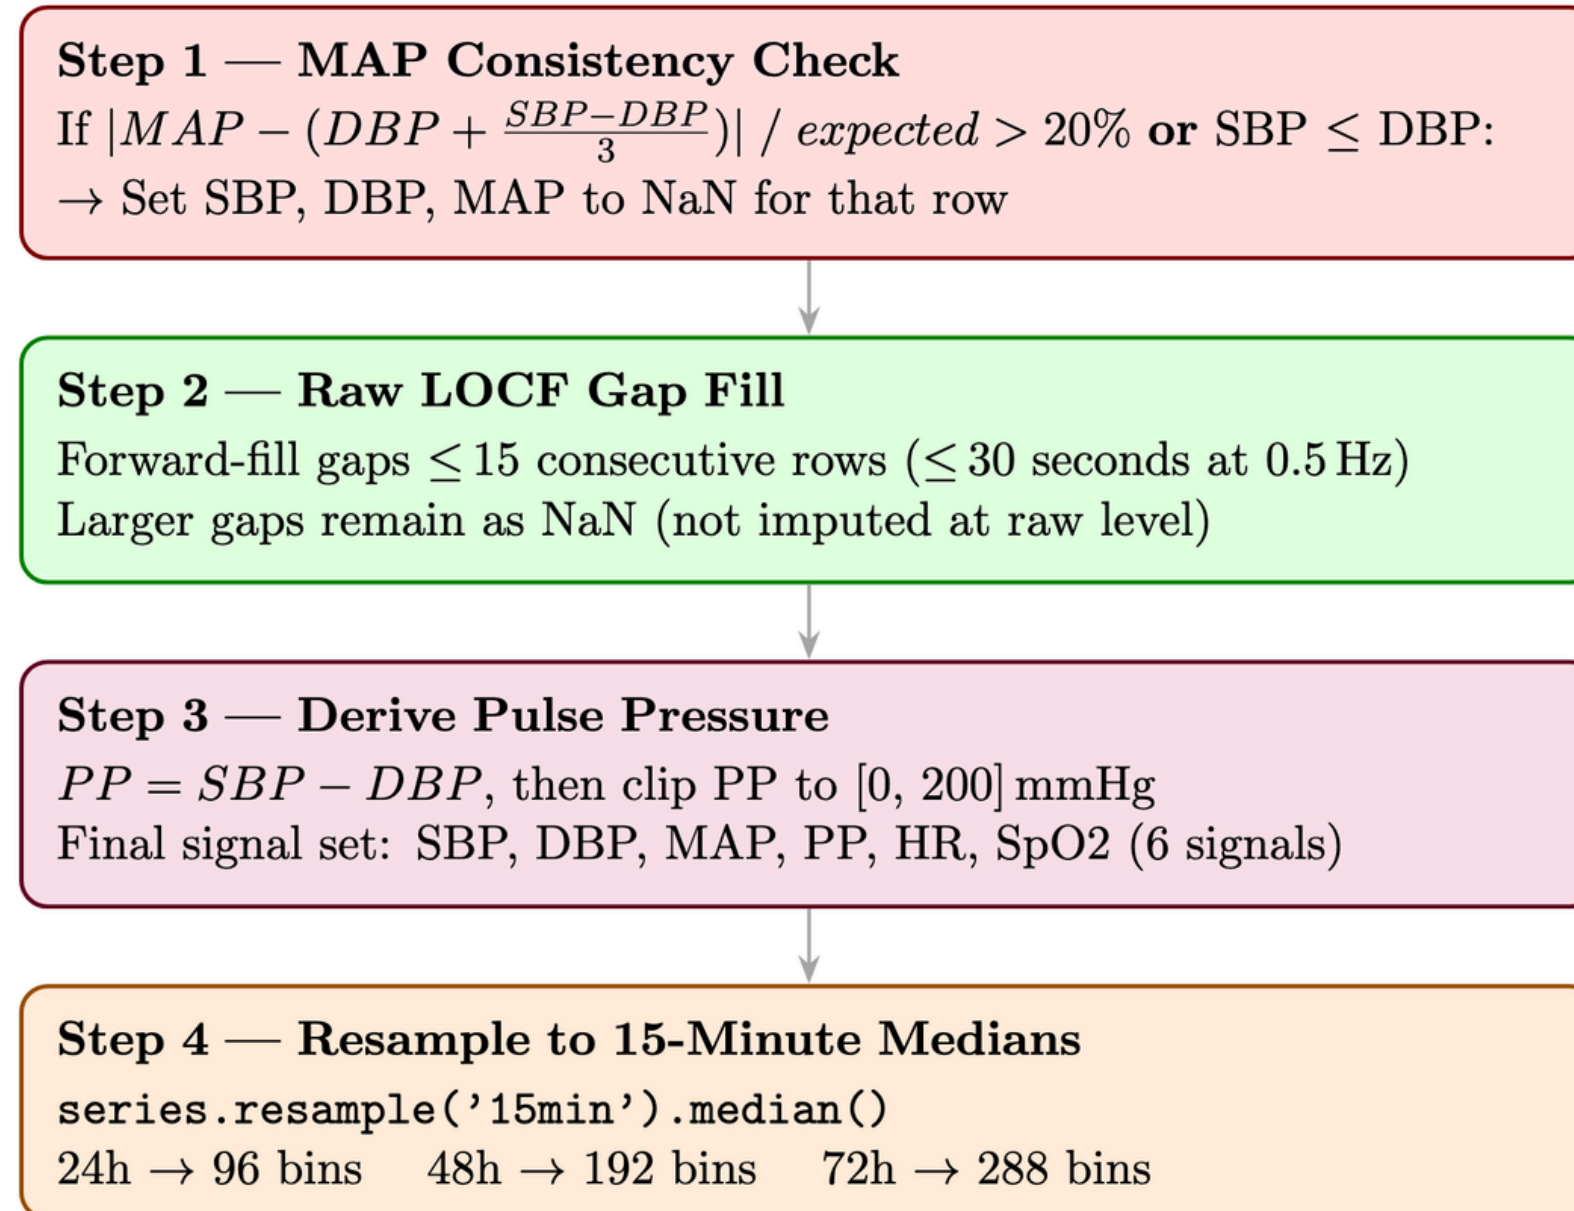 Step 1 — MAP Consistency Check
If |MAP − (DBP + \frac{SBP−DBP}{3})| / expected > 20% or SBP ≤ DBP:
→ Set SBP, DBP, MAP to NaN for that row
Step 2 — Raw LOCF Gap Fill
Forward-fill gaps ≤ 15 consecutive rows (≤ 30 seconds at 0.5 Hz)
Larger gaps remain as NaN (not imputed at raw level)
Step 3 — Derive Pulse Pressure
PP = SBP − DBP, then clip PP to [0, 200] mmHg
Final signal set: SBP, DBP, MAP, PP, HR, SpO2 (6 signals)
Step 4 — Resample to 15-Minute Medians
series.resample(’15min’).median()
24h → 96 bins 48h → 192 bins 72h → 288 bins